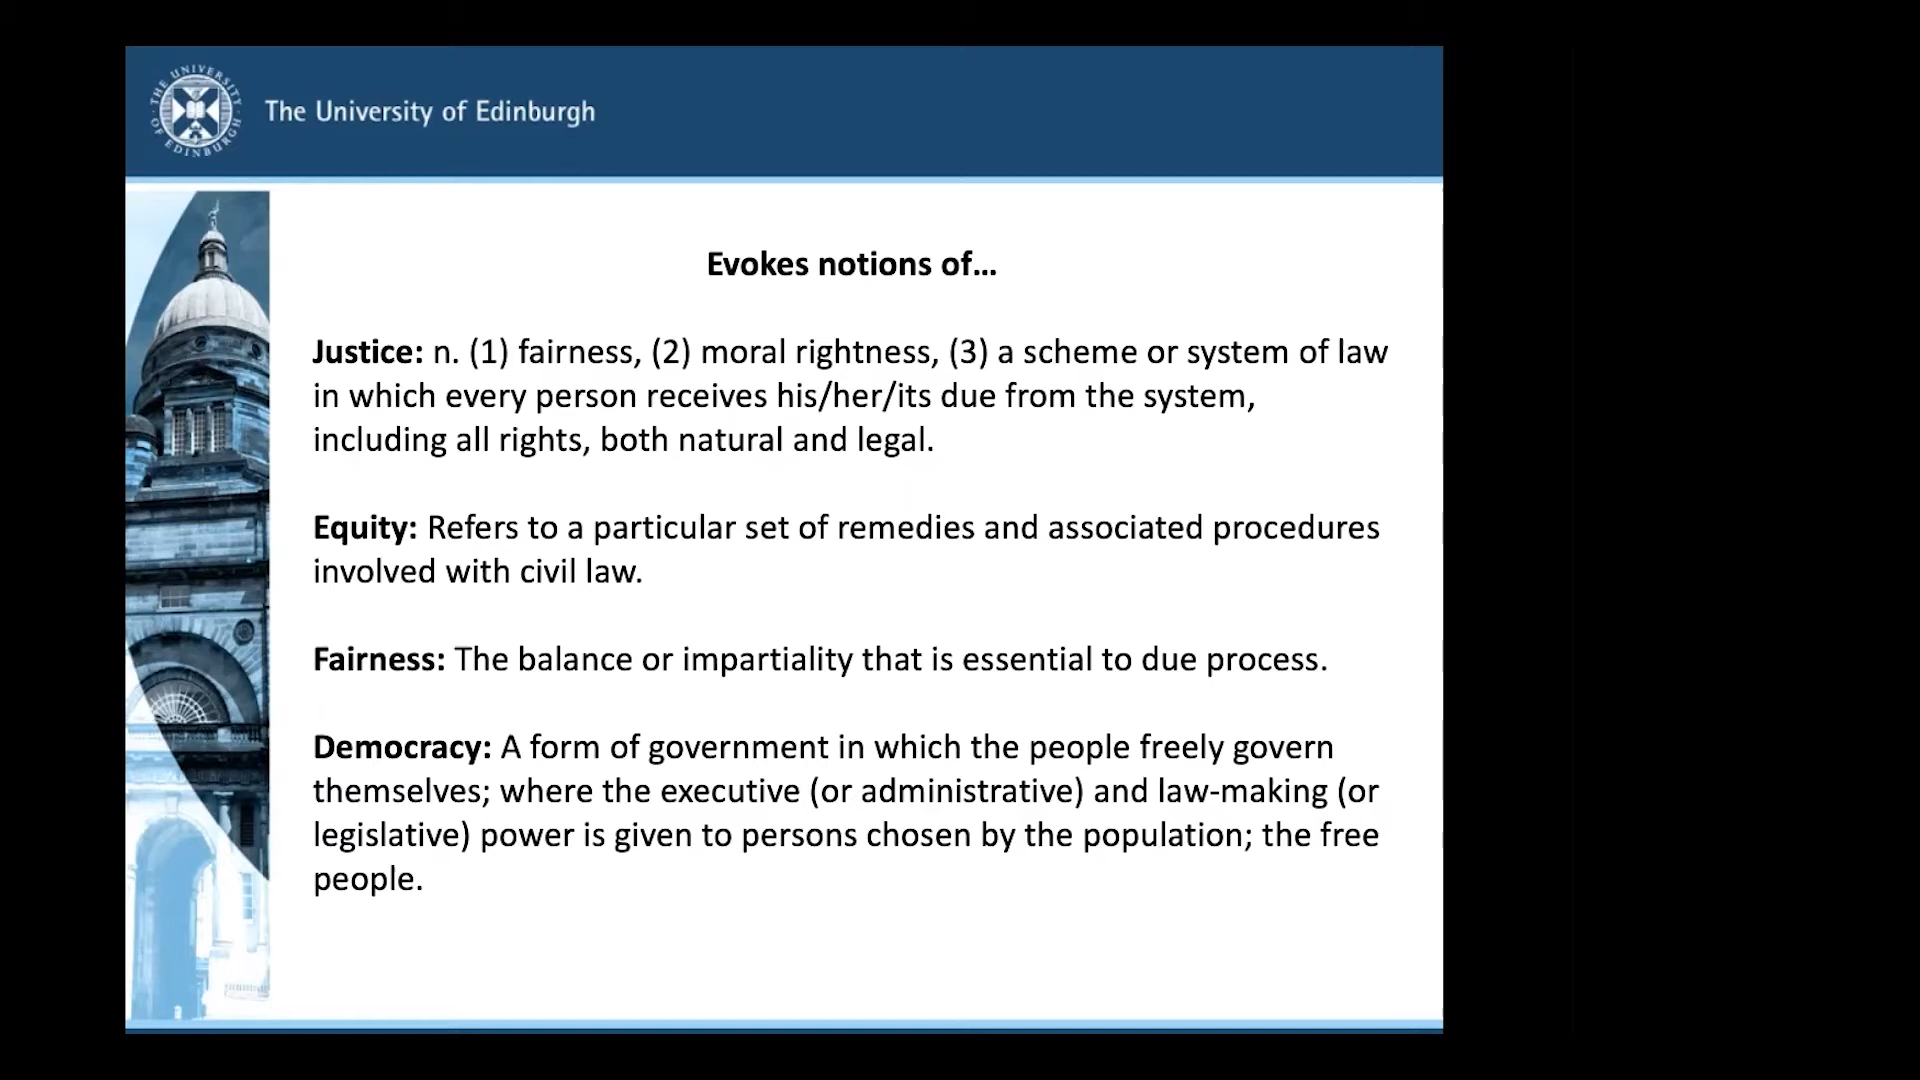 THE UNIVERSITY OF EDINBURGH
The University of Edinburgh
Evokes notions of...
Justice: n. (1) fairness, (2) moral rightness, (3) a scheme or system of law
in which every person receives his/her/its due from the system,
including all rights, both natural and legal.
Equity: Refers to a particular set of remedies and associated procedures
involved with civil law.
Fairness: The balance or impartiality that is essential to due process.
Democracy: A form of government in which the people freely govern
themselves; where the executive (or administrative) and law-making (or
legislative) power is given to persons chosen by the population; the free
people.